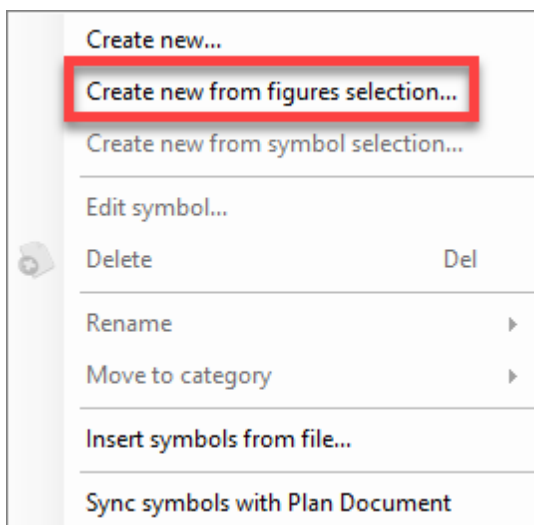 Create new...
Create new from figures selection...
Create new from symbol selection...
Edit symbol...
Delete Del
Rename
Move to category
Insert symbols from file...
Sync symbols with Plan Document